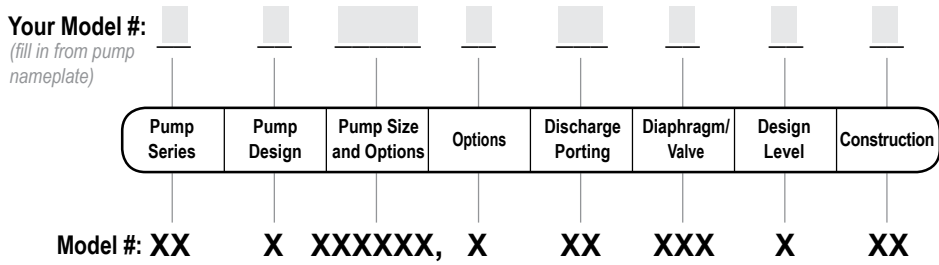 Your Model #:
(fill in from pump
nameplate)
Pump Series
Pump Design
Pump Size and Options
Options
Discharge Porting
Diaphragm/ Valve
Design Level
Construction
Model #: XX X XXXXXX, X XX XXX X XX